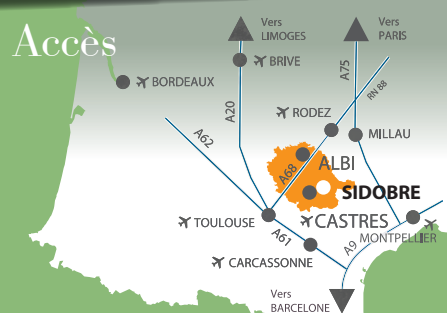 Accès
Vers
LIMOGES
Vers
PARIS
BRIVE
BORDEAUX
A75
RN 88
A20
RODEZ
A62
MILLAU
ALBI
A68
SIDOBRE
TOULOUSE
CASTRES
A61
MONTPELLIER
A9
CARCASSONNE
Vers
BARCELONE